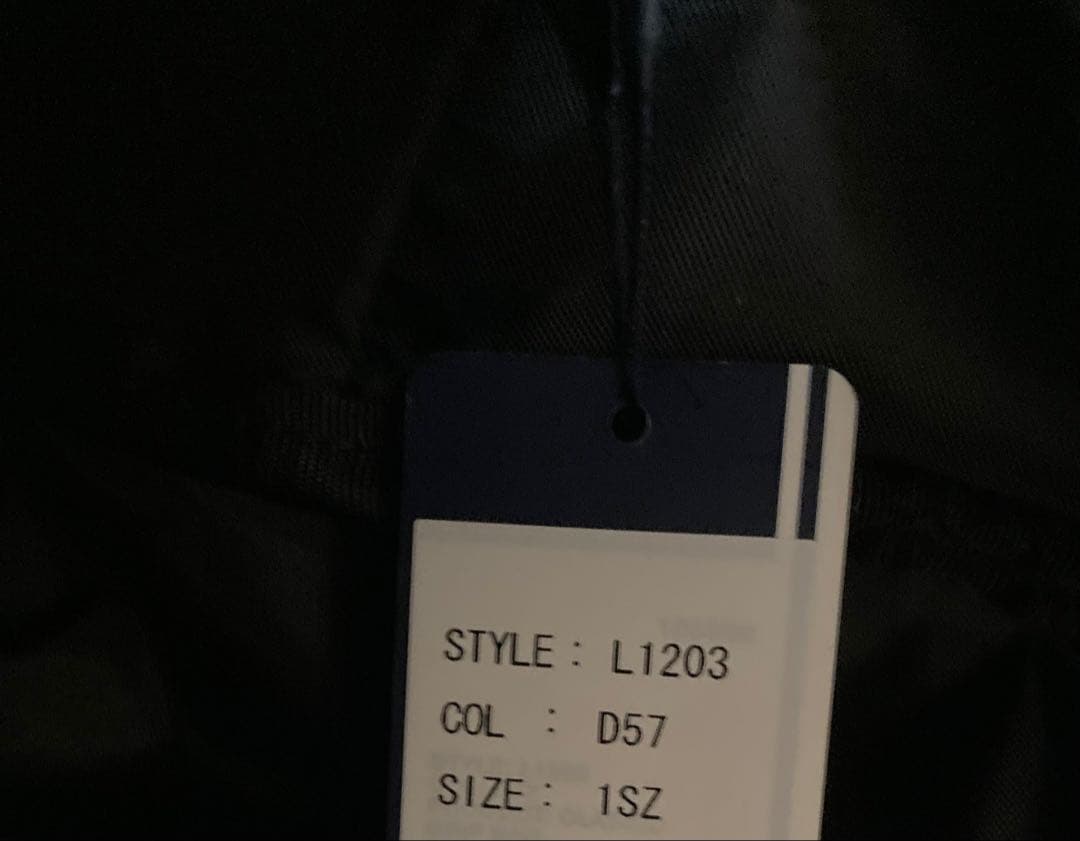 STYLE: L1203
COL : D57
SIZE: 1SZ